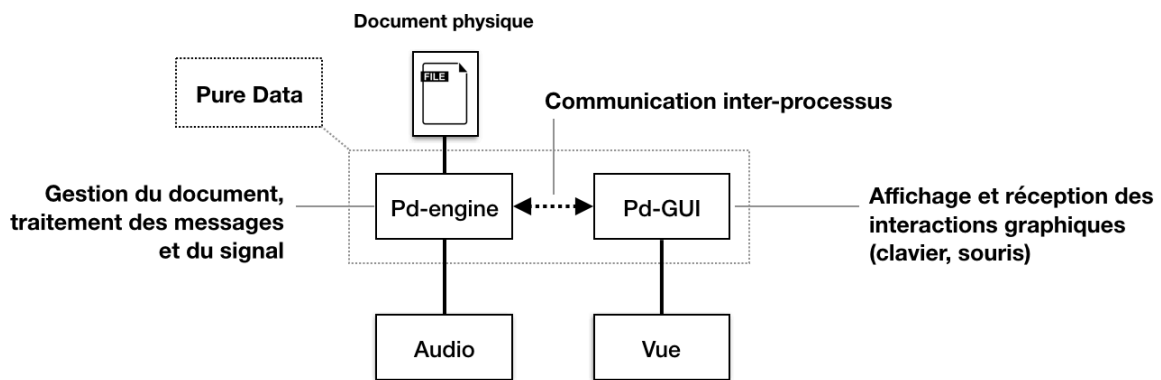 Document physique
FILE
Pure Data
Communication inter-processus
Gestion du document,
traitement des messages
et du signal
Pd-engine
Pd-GUI
Affichage et réception des
interactions graphiques
(clavier, souris)
Audio
Vue